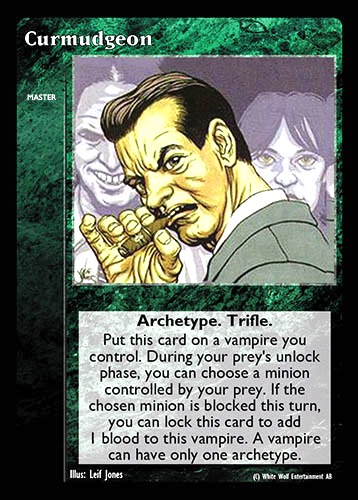 Curmudgeon
MASTER
Archetype. Trifle.
Put this card on a vampire you
control. During your prey's unlock
phase, you can choose a minion
controlled by your prey. If the
chosen minion is blocked this turn,
you can lock this card to add
1 blood to this vampire. A vampire
can have only one archetype.
Illus: Leif Jones
(C) White Wolf Entertainment AB